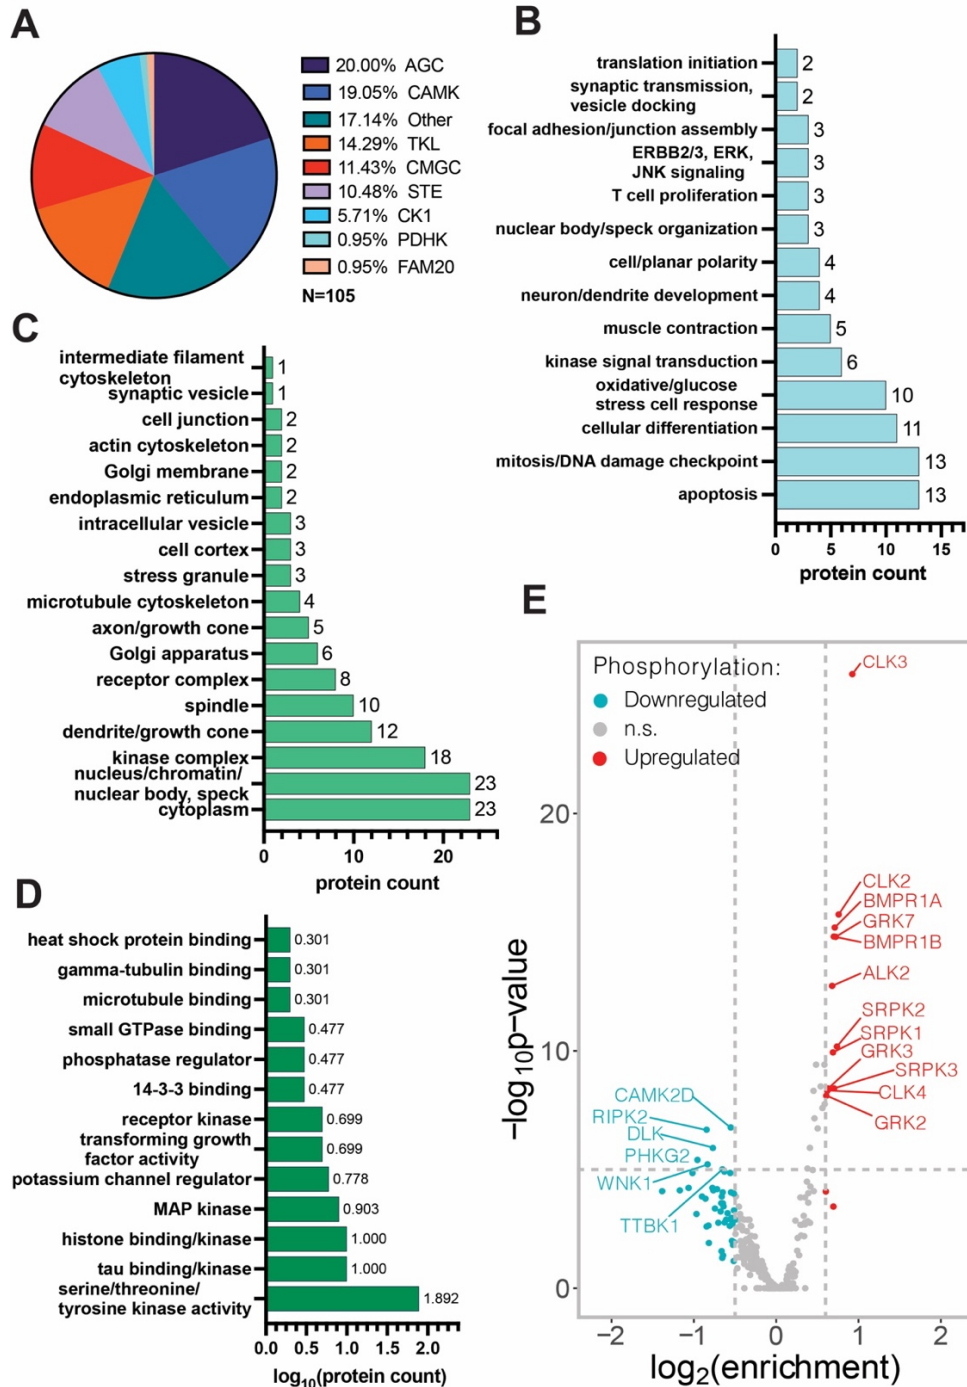 A
20.00% AGC
19.05% CAMK
17.14% Other
14.29% TKL
11.43% CMGC
10.48% STE
5.71% CK1
0.95% PDHK
0.95% FAM20
N=105
B
translation initiation 2
synaptic transmission,
vesicle docking 2
focal adhesion/junction assembly 3
ERBB2/3, ERK,
JNK signaling 3
T cell proliferation 3
nuclear body/speck organization 3
cell/planar polarity 4
neuron/dendrite development 4
muscle contraction 5
kinase signal transduction 6
oxidative/glucose
stress cell response 10
cellular differentiation 11
mitosis/DNA damage checkpoint 13
apoptosis 13
0 5 10 15
protein count
C
intermediate filament
cytoskeleton 1
synaptic vesicle 1
cell junction 2
actin cytoskeleton 2
Golgi membrane 2
endoplasmic reticulum 2
intracellular vesicle 3
cell cortex 3
stress granule 3
microtubule cytoskeleton 4
axon/growth cone 5
Golgi apparatus 6
receptor complex 8
spindle 10
dendrite/growth cone 12
kinase complex 18
nucleus/chromatin/
nuclear body, speck 23
cytoplasm 23
0 10 20
protein count
D
heat shock protein binding 0.301
gamma-tubulin binding 0.301
microtubule binding 0.301
small GTPase binding 0.477
phosphatase regulator 0.477
14-3-3 binding 0.477
receptor kinase 0.699
transforming growth
factor activity 0.699
potassium channel regulator 0.778
MAP kinase 0.903
histone binding/kinase 1.000
tau binding/kinase 1.000
serine/threonine/
tyrosine kinase activity 1.892
0.0 0.5 1.0 1.5 2.0
log10(protein count)
E
Phosphorylation:
Downregulated
n.s.
Upregulated
CLK3
CLK2
BMPR1A
GRK7
BMPR1B
ALK2
SRPK2
SRPK1
GRK3
SRPK3
CLK4
GRK2
CAMK2D
RIPK2
DLK
PHKG2
WNK1
TTBK1
20
10
0
−log10p−value
−2 −1 0 1 2
log2(enrichment)